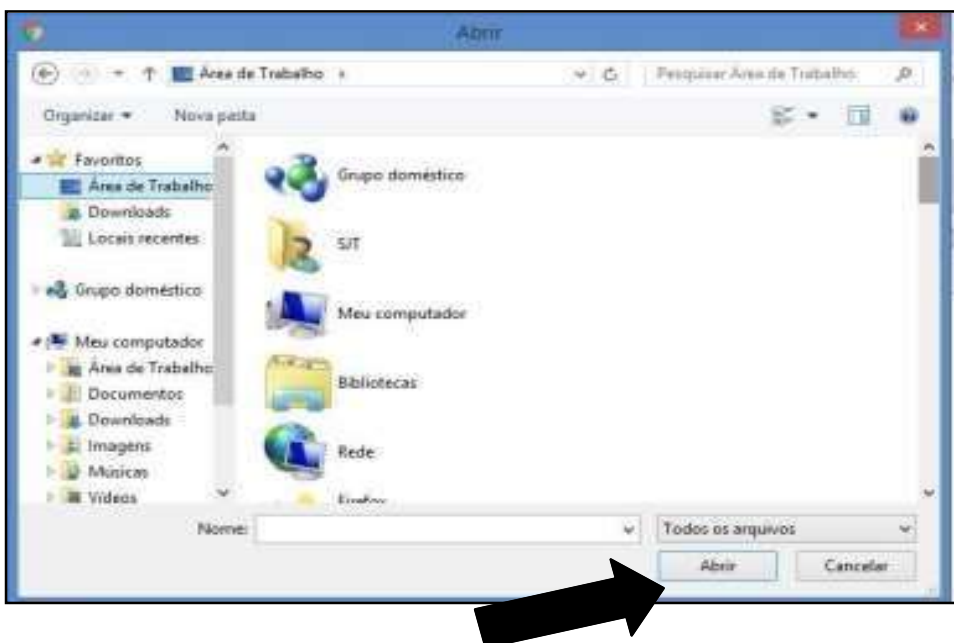 Abrir
Área de Trabalho
Pesquisar Área de Trabalho
Organizar
Nova pasta
Favoritos
Área de Trabalho
Downloads
Locais recentes
Grupo doméstico
Meu computador
Área de Trabalho
Documentos
Downloads
Imagens
Músicas
Vídeos
Grupo doméstico
SJT
Meu computador
Bibliotecas
Rede
Firefox
Nome:
Todos os arquivos
Abrir
Cancelar